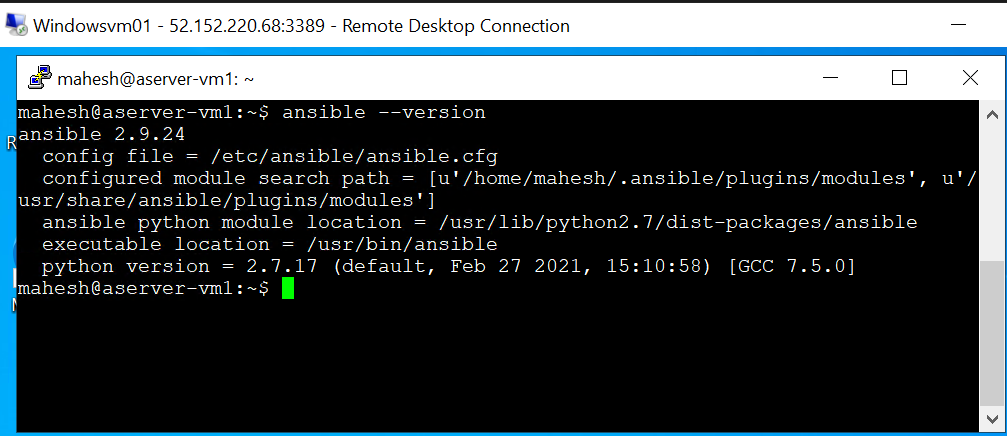 Windowsvm01 - 52.152.220.68:3389 - Remote Desktop Connection
mahesh@aserver-vm1: ~
mahesh@aserver-vm1:~$ ansible --version
ansible 2.9.24
  config file = /etc/ansible/ansible.cfg
  configured module search path = [u'/home/mahesh/.ansible/plugins/modules', u'/
usr/share/ansible/plugins/modules']
  ansible python module location = /usr/lib/python2.7/dist-packages/ansible
  executable location = /usr/bin/ansible
  python version = 2.7.17 (default, Feb 27 2021, 15:10:58) [GCC 7.5.0]
mahesh@aserver-vm1:~$